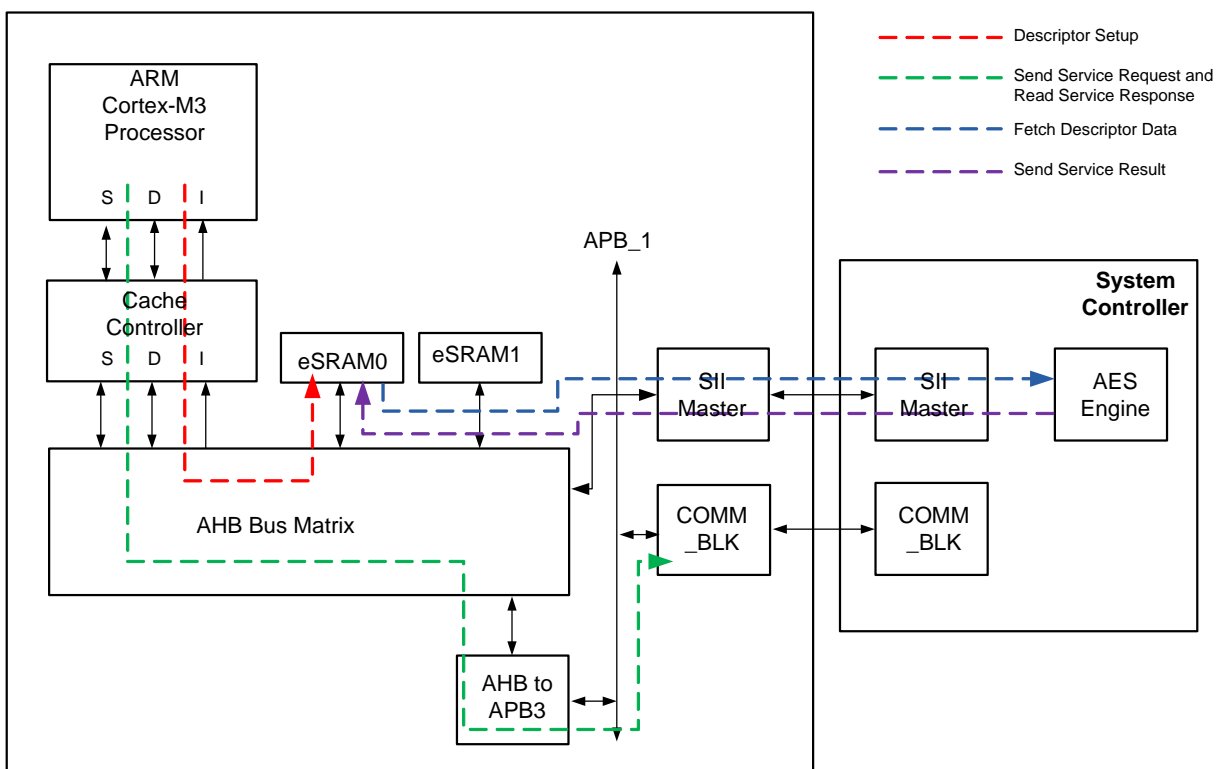 Descriptor Setup
Send Service Request and
Read Service Response
Fetch Descriptor Data
Send Service Result
ARM
Cortex-M3
Processor
S D I
Cache
Controller
S D I
eSRAM0
eSRAM1
APB_1
System
Controller
SII
Master
SII
Master
AES
Engine
AHB Bus Matrix
COMM
_BLK
COMM
_BLK
AHB to
APB3